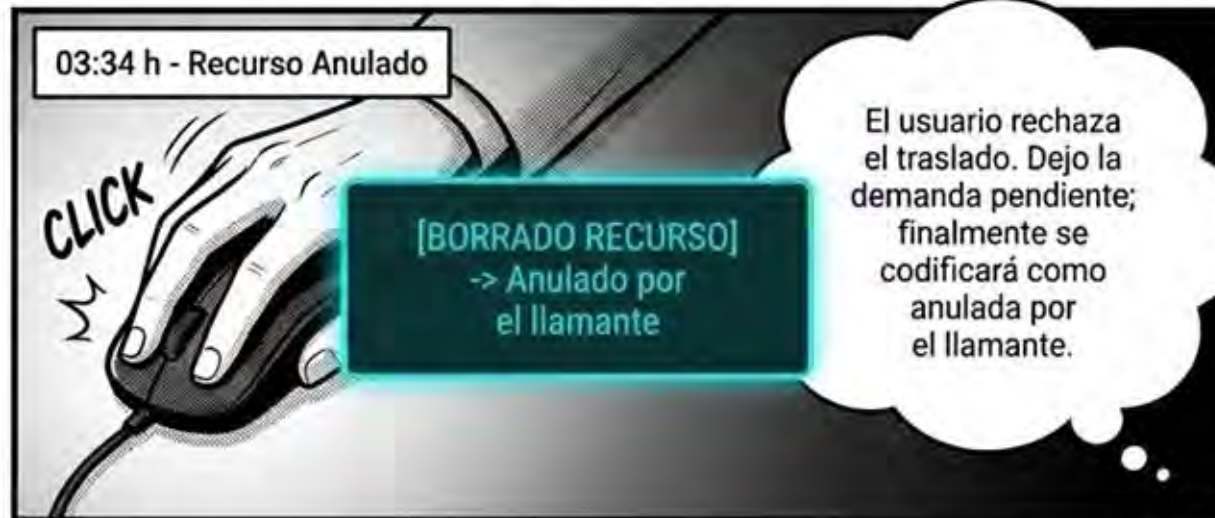 03:34 h - Recurso Anulado
CLICK
[BORRADO RECURSO]
-> Anulado por
el llamante
El usuario rechaza
el traslado. Dejo la
demanda pendiente;
finalmente se
codificará como
anulada por
el llamante.